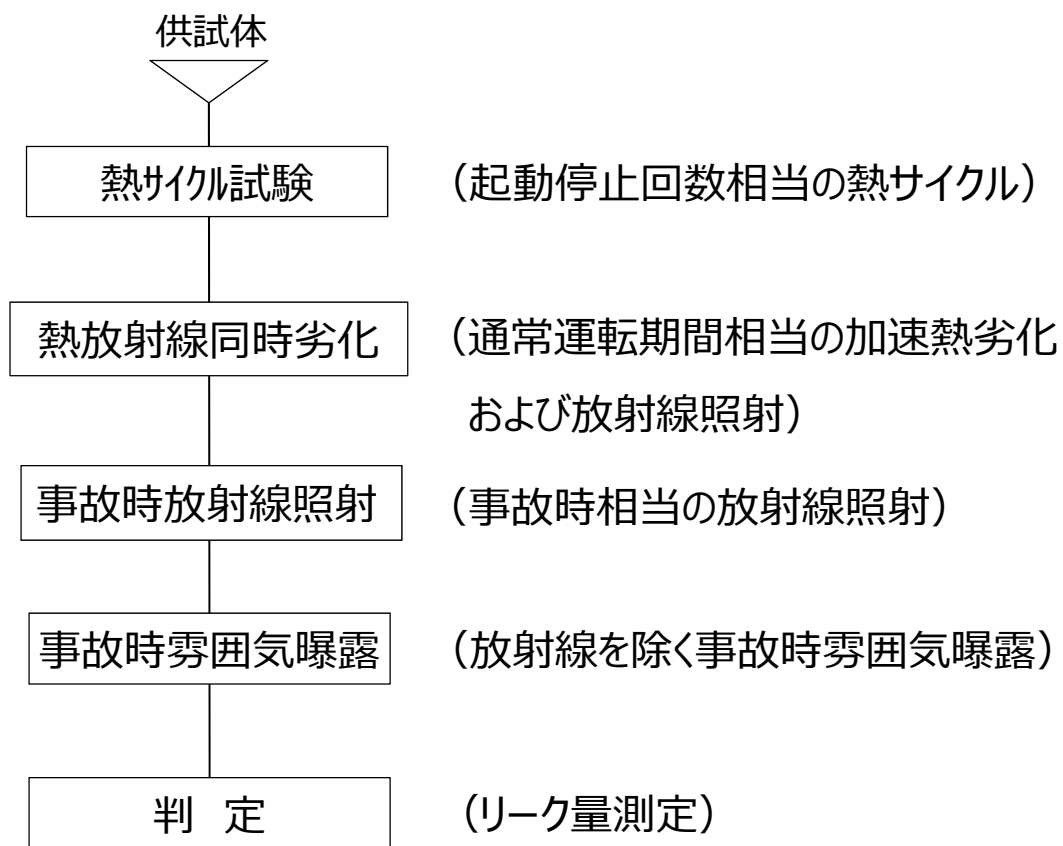 供試体
熱サイクル試験
(起動停止回数相当の熱サイクル)
熱放射線同時劣化
(通常運転期間相当の加速熱劣化
および放射線照射)
事故時放射線照射
(事故時相当の放射線照射)
事故時雰囲気曝露
(放射線を除く事故時雰囲気曝露)
判 定
(リーク量測定)